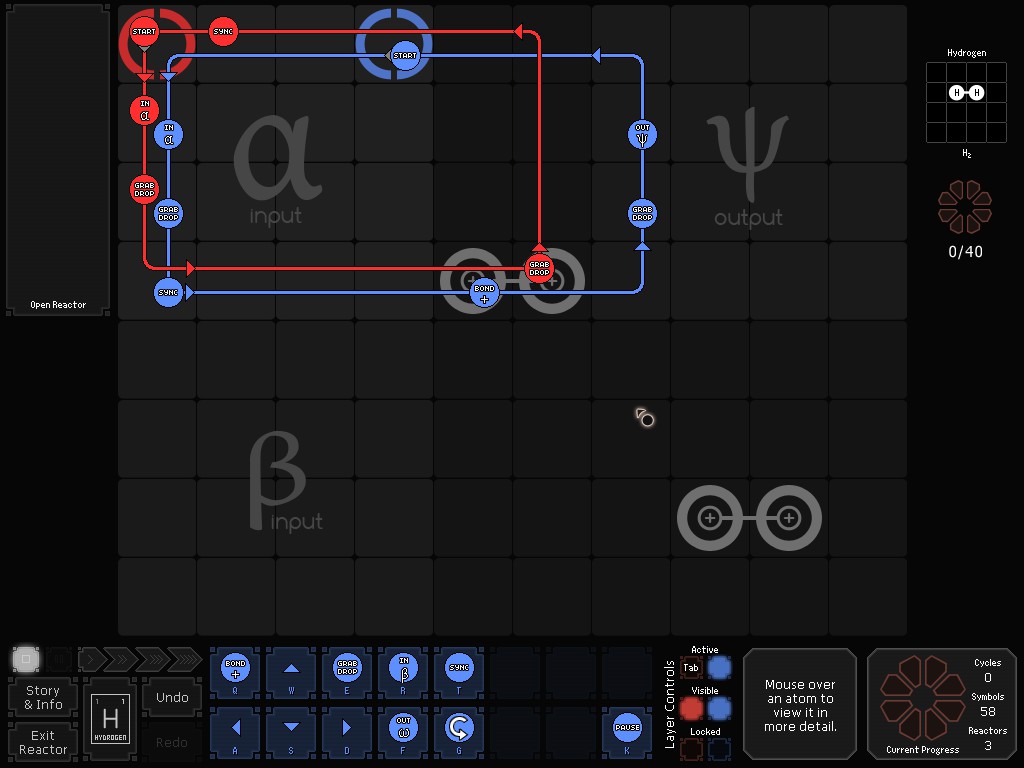 START
SYNC
START
IN
α
IN
α
GRAB
DROP
GRAB
DROP
SYNC
BOND
+
GRAB
DROP
GRAB
DROP
OUT
ψ
α
input
ψ
output
β
input
Open Reactor
Hydrogen
H H
H₂
0/40
Story
& Info
Exit
Reactor
1 1
H
HYDROGEN
Undo
Redo
BOND
+
Q
W
GRAB
DROP
E
IN
β
R
SYNC
T
A
S
D
OUT
ω
F
G
PAUSE
K
Layer Controls
Active
Tab
Visible
Locked
Mouse over
an atom to
view it in
more detail.
Cycles
0
Symbols
58
Reactors
3
Current Progress